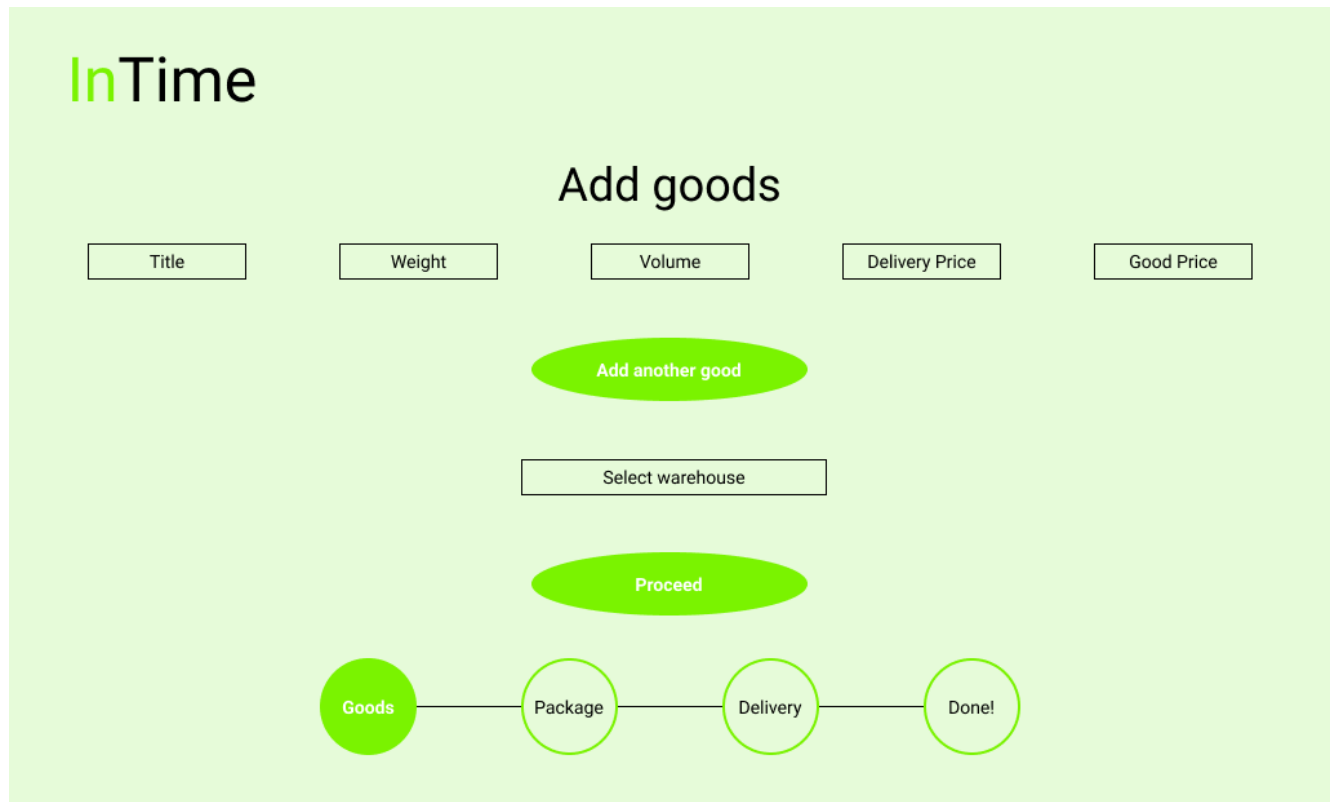 InTime
Add goods
Title Weight Volume Delivery Price Good Price
Add another good
Select warehouse
Proceed
Goods Package Delivery Done!